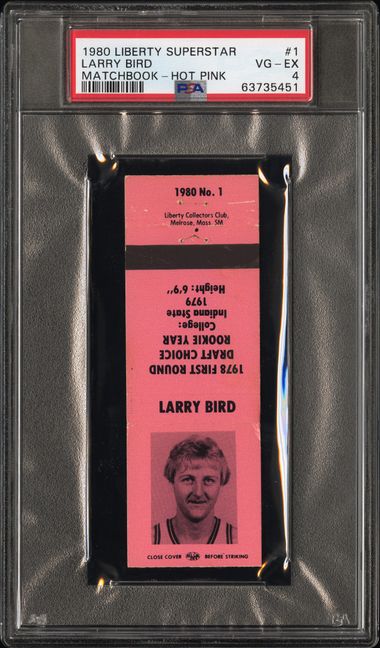 1980 LIBERTY SUPERSTAR #1
LARRY BIRD VG-EX
MATCHBOOK-HOT PINK 4
PSA 63735451
1980 No. 1
Liberty Collectors Club,
Melrose, Mass. SM
1978 FIRST ROUND
DRAFT CHOICE
ROOKIE YEAR
College:
Indiana State
1979
Height: 6'9"
LARRY BIRD
CLOSE COVER BEFORE STRIKING